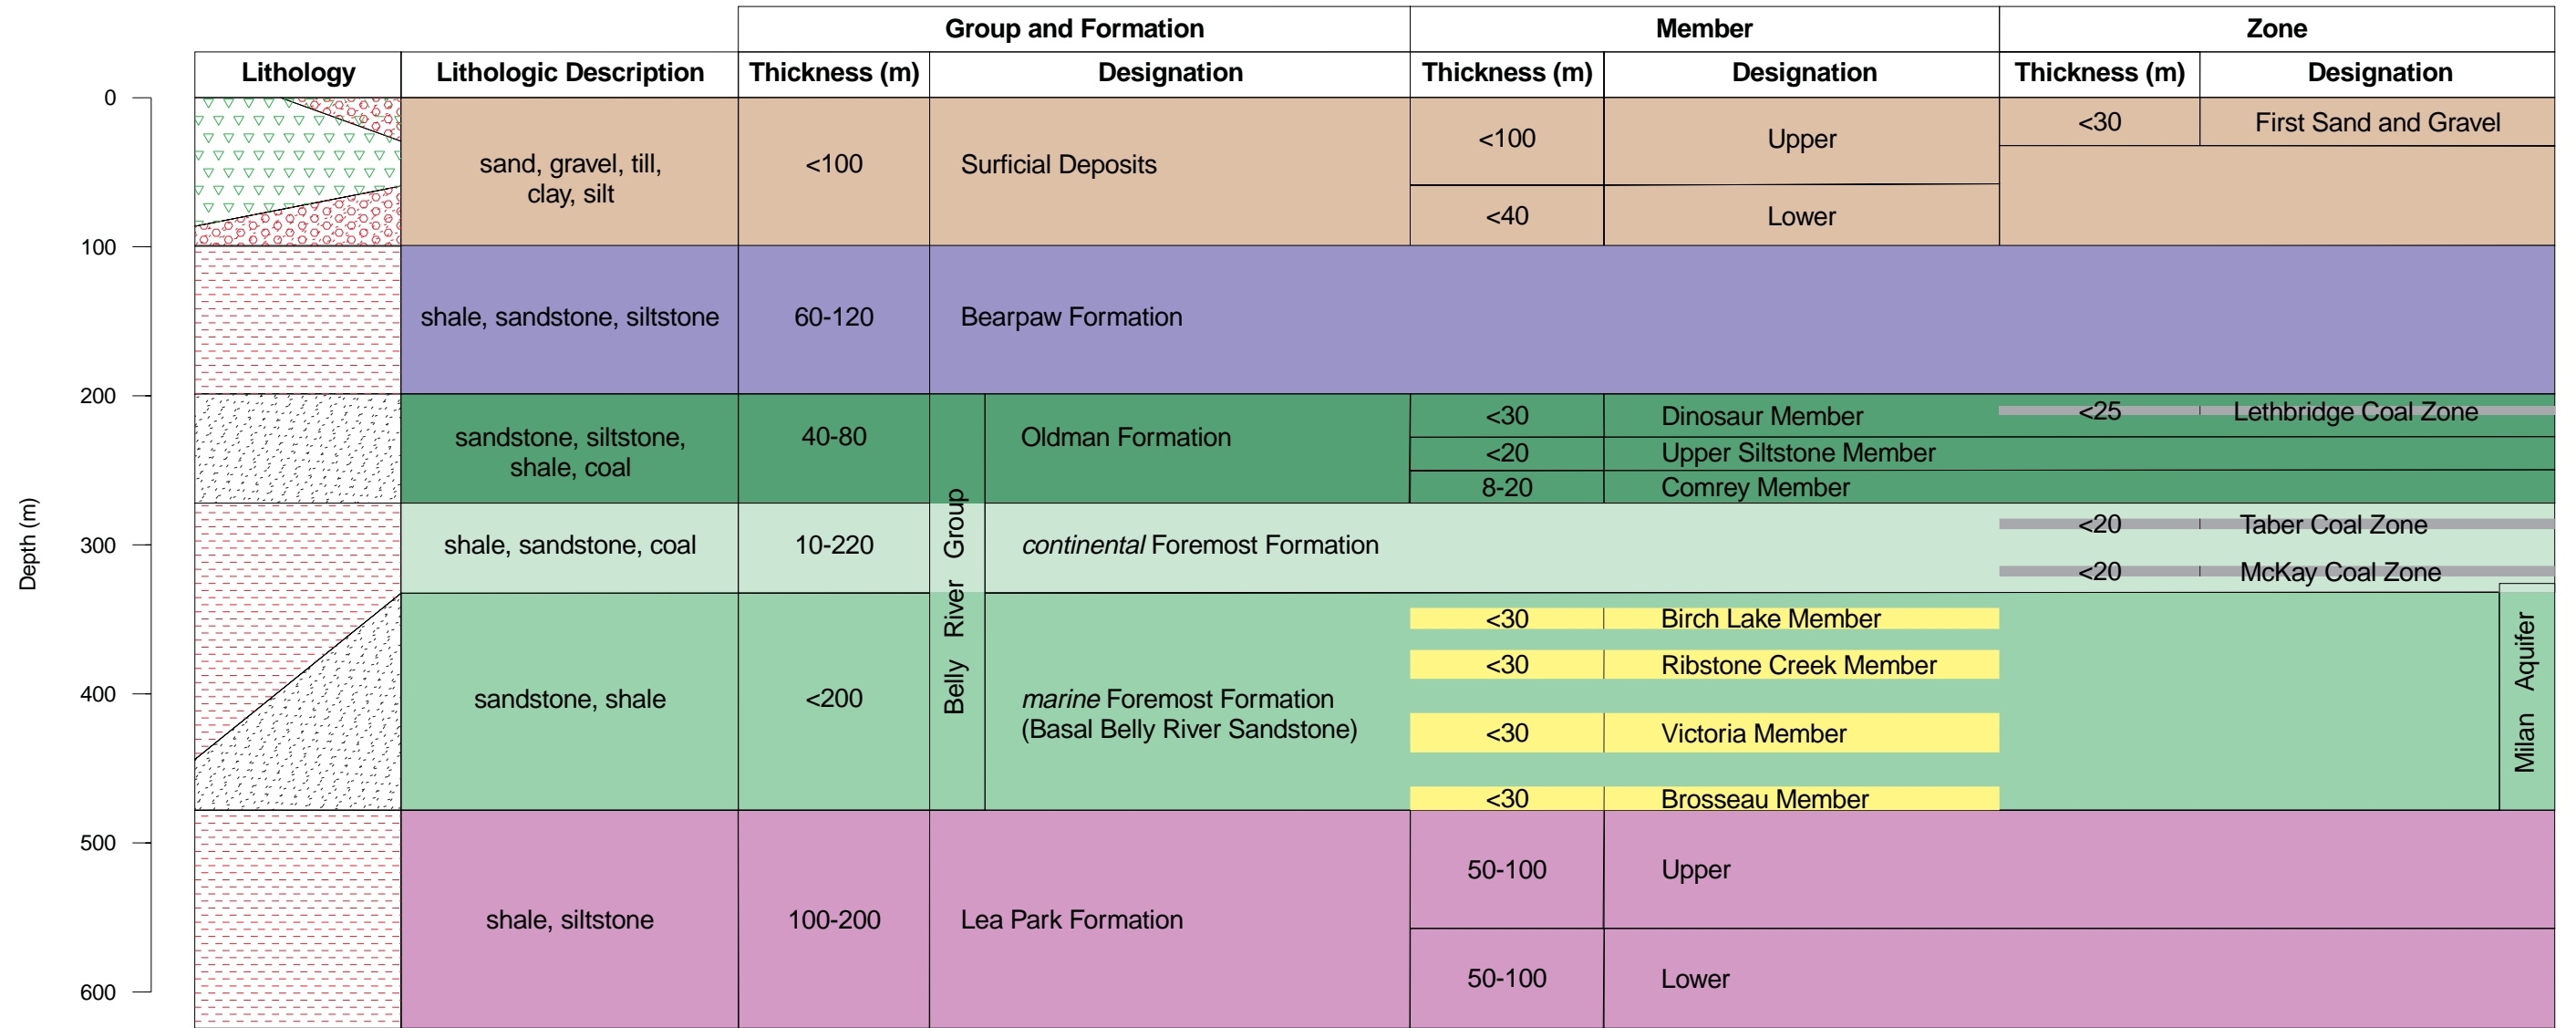 Group and Formation Member Zone
Lithology Lithologic Description Thickness (m) Designation Thickness (m) Designation Thickness (m) Designation
0
100
200
300
400
500
600
Depth (m)
sand, gravel, till,
clay, silt
<100 Surficial Deposits
<100 Upper
<40 Lower
<30 First Sand and Gravel
shale, sandstone, siltstone 60-120 Bearpaw Formation
Belly River Group
sandstone, siltstone,
shale, coal
40-80 Oldman Formation
<30 Dinosaur Member
<20 Upper Siltstone Member
8-20 Comrey Member
<25 Lethbridge Coal Zone
shale, sandstone, coal 10-220 continental Foremost Formation
<20 Taber Coal Zone
<20 McKay Coal Zone
sandstone, shale <200 marine Foremost Formation
(Basal Belly River Sandstone)
<30 Birch Lake Member
<30 Ribstone Creek Member
<30 Victoria Member
<30 Brosseau Member
Milan Aquifer
shale, siltstone 100-200 Lea Park Formation
50-100 Upper
50-100 Lower